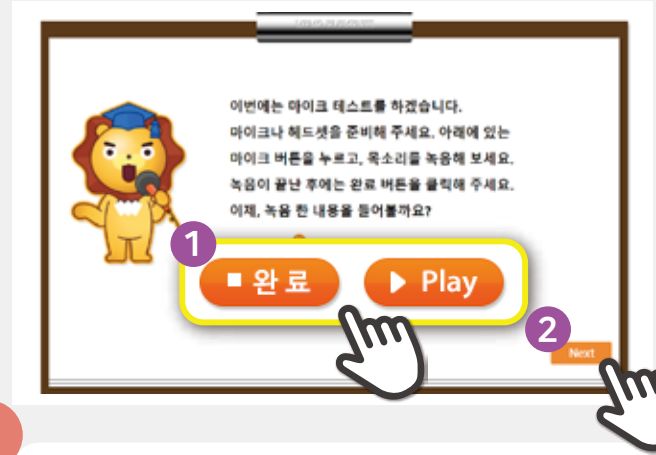 이번에는 마이크 테스트를 하겠습니다.
마이크나 헤드셋을 준비해 주세요. 아래에 있는
마이크 버튼을 누르고, 목소리를 녹음해 보세요.
녹음이 끝난 후에는 완료 버튼을 클릭해 주세요.
이제, 녹음 한 내용을 들어볼까요?
1
완료
Play
2
Next